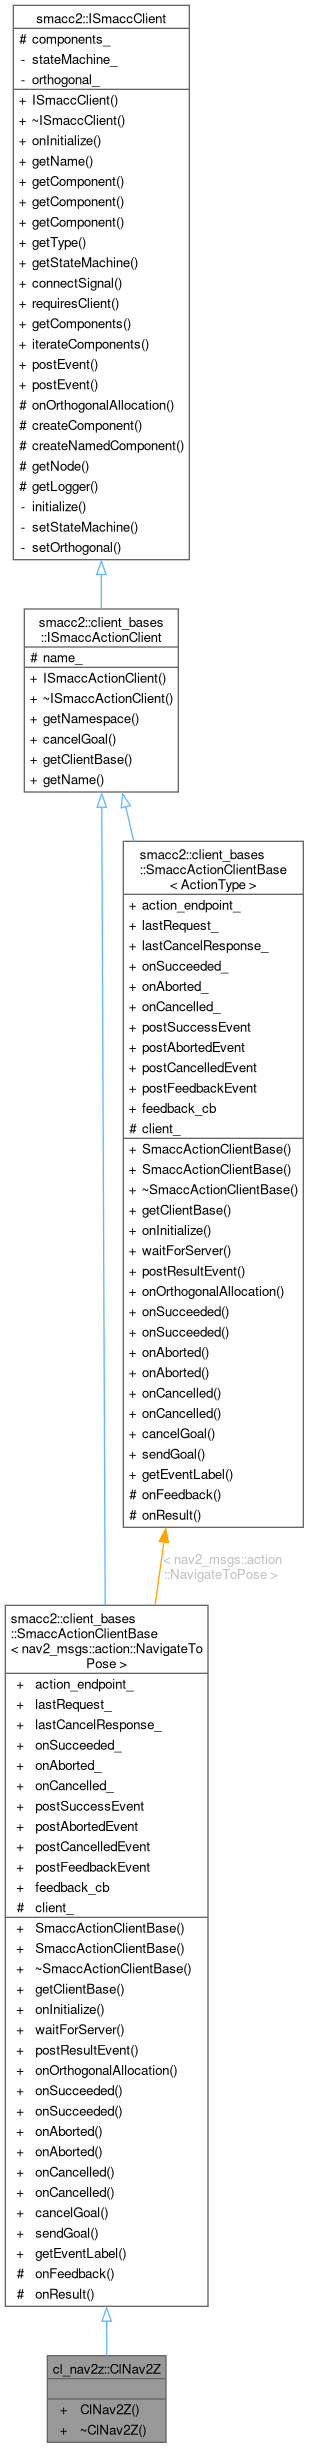 smacc2::ISmaccClient
# components_
- stateMachine_
- orthogonal_
+ ISmaccClient()
+ ~ISmaccClient()
+ onInitialize()
+ getName()
+ getComponent()
+ getComponent()
+ getComponent()
+ getType()
+ getStateMachine()
+ connectSignal()
+ requiresClient()
+ getComponents()
+ iterateComponents()
+ postEvent()
+ postEvent()
# onOrthogonalAllocation()
# createComponent()
# createNamedComponent()
# getNode()
# getLogger()
- initialize()
- setStateMachine()
- setOrthogonal()
smacc2::client_bases
::ISmaccActionClient
# name_
+ ISmaccActionClient()
+ ~ISmaccActionClient()
+ getNamespace()
+ cancelGoal()
+ getClientBase()
+ getName()
smacc2::client_bases
::SmaccActionClientBase
< ActionType >
+ action_endpoint_
+ lastRequest_
+ lastCancelResponse_
+ onSucceeded_
+ onAborted_
+ onCancelled_
+ postSuccessEvent
+ postAbortedEvent
+ postCancelledEvent
+ postFeedbackEvent
+ feedback_cb
# client_
+ SmaccActionClientBase()
+ SmaccActionClientBase()
+ ~SmaccActionClientBase()
+ getClientBase()
+ onInitialize()
+ waitForServer()
+ postResultEvent()
+ onOrthogonalAllocation()
+ onSucceeded()
+ onSucceeded()
+ onAborted()
+ onAborted()
+ onCancelled()
+ onCancelled()
+ cancelGoal()
+ sendGoal()
+ getEventLabel()
# onFeedback()
# onResult()
< nav2_msgs::action
::NavigateToPose >
smacc2::client_bases
::SmaccActionClientBase
< nav2_msgs::action::NavigateTo
Pose >
+ action_endpoint_
+ lastRequest_
+ lastCancelResponse_
+ onSucceeded_
+ onAborted_
+ onCancelled_
+ postSuccessEvent
+ postAbortedEvent
+ postCancelledEvent
+ postFeedbackEvent
+ feedback_cb
# client_
+ SmaccActionClientBase()
+ SmaccActionClientBase()
+ ~SmaccActionClientBase()
+ getClientBase()
+ onInitialize()
+ waitForServer()
+ postResultEvent()
+ onOrthogonalAllocation()
+ onSucceeded()
+ onSucceeded()
+ onAborted()
+ onAborted()
+ onCancelled()
+ onCancelled()
+ cancelGoal()
+ sendGoal()
+ getEventLabel()
# onFeedback()
# onResult()
cl_nav2z::ClNav2Z
+ ClNav2Z()
+ ~ClNav2Z()